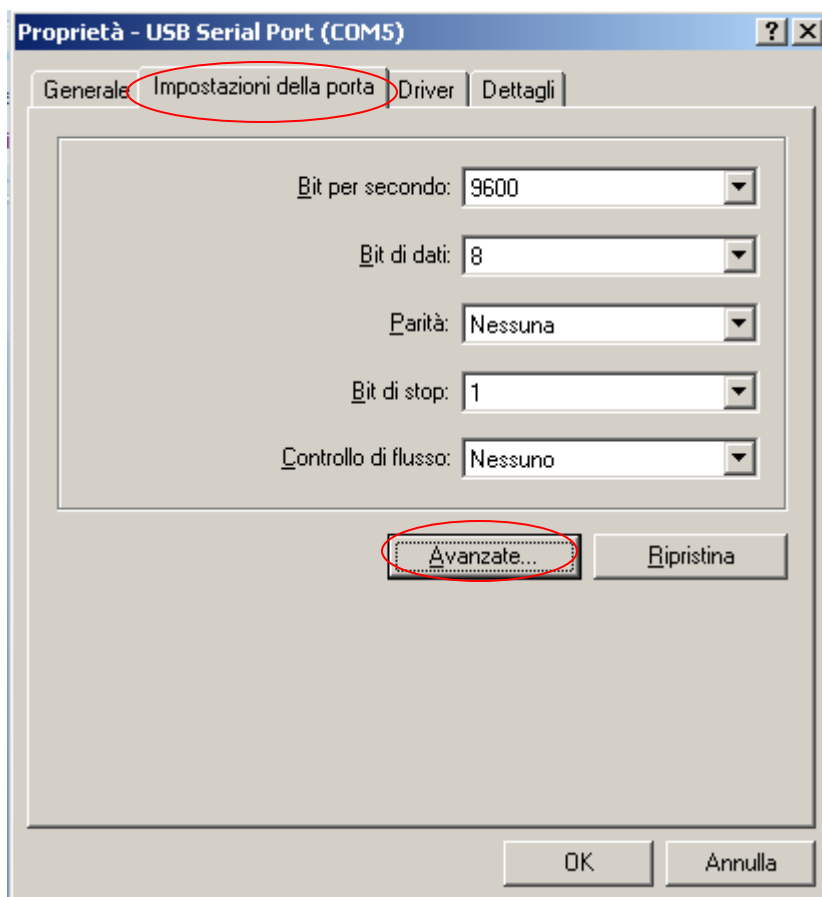 Proprietà - USB Serial Port (COM5)
Generale Impostazioni della porta Driver Dettagli
Bit per secondo: 9600
Bit di dati: 8
Parità: Nessuna
Bit di stop: 1
Controllo di flusso: Nessuno
Avanzate... Ripristina
OK Annulla